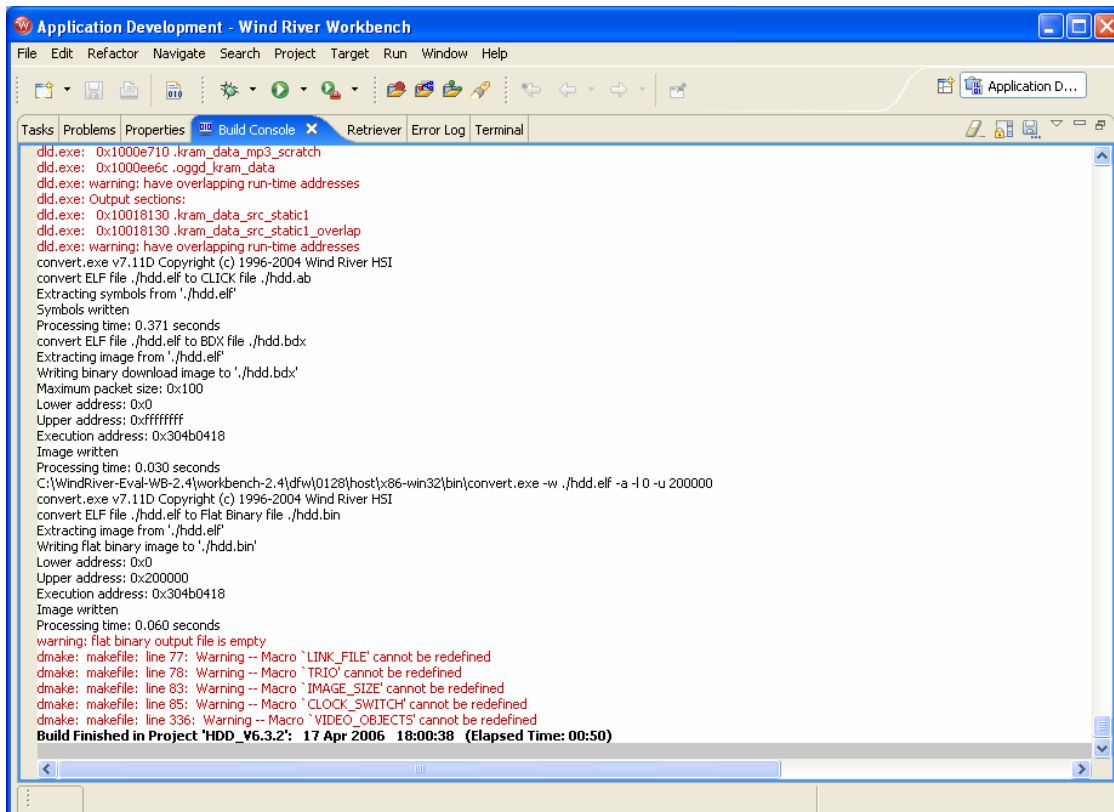 Application Development - Wind River Workbench
File Edit Refactor Navigate Search Project Target Run Window Help
Application D...
Tasks Problems Properties Build Console Retriever Error Log Terminal
dld.exe: 0x1000e710 .kram_data_mp3_scratch
dld.exe: 0x1000ee6c .oggd_kram_data
dld.exe: warning: have overlapping run-time addresses
dld.exe: Output sections:
dld.exe: 0x10018130 .kram_data_src_static1
dld.exe: 0x10018130 .kram_data_src_static1_overlap
dld.exe: warning: have overlapping run-time addresses
convert.exe v7.11D Copyright (c) 1996-2004 Wind River HSI
convert ELF file ./hdd.elf to CLICK file ./hdd.ab
Extracting symbols from './hdd.elf'
Symbols written
Processing time: 0.371 seconds
convert ELF file ./hdd.elf to BDX file ./hdd.bdx
Extracting image from './hdd.elf'
Writing binary download image to './hdd.bdx'
Maximum packet size: 0x100
Lower address: 0x0
Upper address: 0xffffffff
Execution address: 0x304b0418
Image written
Processing time: 0.030 seconds
C:\WindRiver-Eval-WB-2.4\workbench-2.4\dfw\0128\host\x86-win32\bin\convert.exe -w ./hdd.elf -a -l 0 -u 200000
convert.exe v7.11D Copyright (c) 1996-2004 Wind River HSI
convert ELF file ./hdd.elf to Flat Binary file ./hdd.bin
Extracting image from './hdd.elf'
Writing flat binary image to './hdd.bin'
Lower address: 0x0
Upper address: 0x200000
Execution address: 0x304b0418
Image written
Processing time: 0.060 seconds
warning: flat binary output file is empty
dmake: makefile: line 77: Warning -- Macro `LINK_FILE' cannot be redefined
dmake: makefile: line 78: Warning -- Macro `TRIO' cannot be redefined
dmake: makefile: line 83: Warning -- Macro `IMAGE_SIZE' cannot be redefined
dmake: makefile: line 85: Warning -- Macro `CLOCK_SWITCH' cannot be redefined
dmake: makefile: line 336: Warning -- Macro `VIDEO_OBJECTS' cannot be redefined
Build Finished in Project 'HDD_V6.3.2': 17 Apr 2006 18:00:38 (Elapsed Time: 00:50)